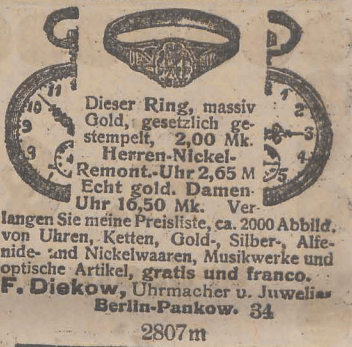 Dieser Ring, massiv
Gold, gesetzlich ge-
stempelt, 2,00 Mk.
Herren-Nickel-
Remont.-Uhr 2,65 M
Echt gold. Damen-
Uhr 16,50 Mk. Ver-
langen Sie meine Preisliste, ca. 2000 Abbild.
von Uhren, Ketten, Gold-, Silber-, Alfe-
nide- und Nickelwaaren, Musikwerke und
optische Artikel, gratis und franco.
F. Diekow, Uhrmacher u. Juwelier
Berlin-Pankow. 34
2807m